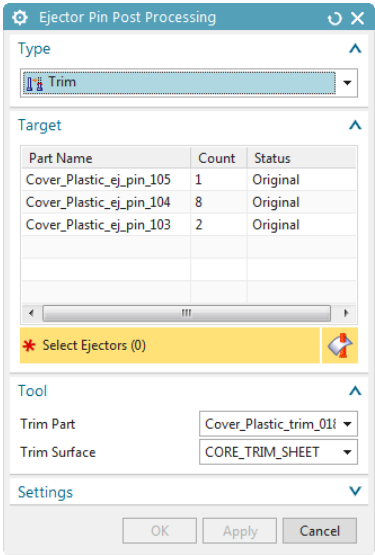 Ejector Pin Post Processing
Type
Trim
Target
Part Name Count Status
Cover_Plastic_ej_pin_105 1 Original
Cover_Plastic_ej_pin_104 8 Original
Cover_Plastic_ej_pin_103 2 Original
* Select Ejectors (0)
Tool
Trim Part Cover_Plastic_trim_018
Trim Surface CORE_TRIM_SHEET
Settings
OK Apply Cancel